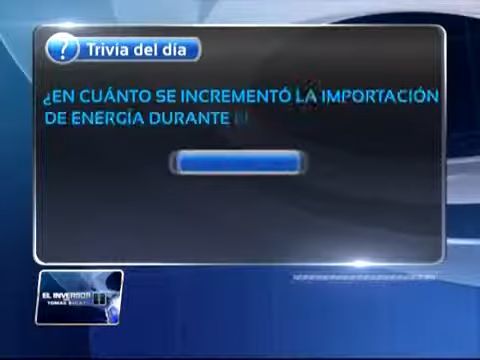 ? Trivia del día
¿EN CUÁNTO SE INCREMENTÓ LA IMPORTACIÓN
DE ENERGÍA DURANTE
EL INVERSOR